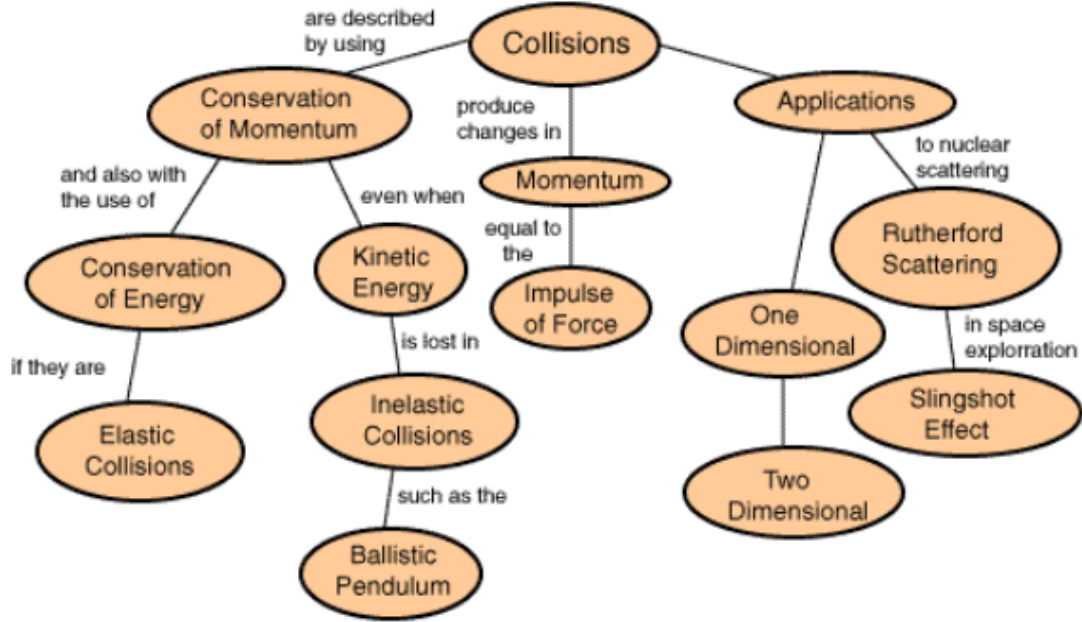 are described
by using
Collisions
Conservation
of Momentum
produce
changes in
Applications
to nuclear
scattering
and also with
the use of
even when
Momentum
equal to
the
Rutherford
Scattering
Conservation
of Energy
Kinetic
Energy
Impulse
of Force
One
Dimensional
in space
explorration
if they are
is lost in
Elastic
Collisions
Inelastic
Collisions
Slingshot
Effect
such as the
Two
Dimensional
Ballistic
Pendulum